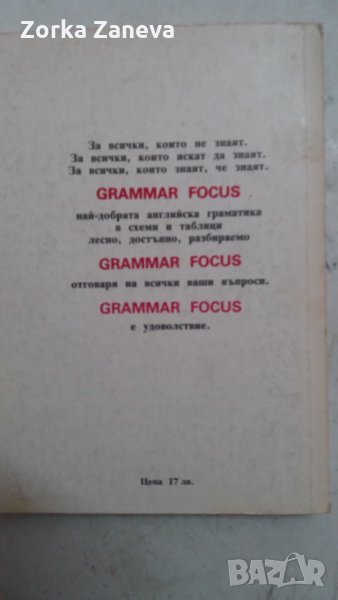 Zorka Zaneva
За всички, които не знаят.
За всички, които искат да знаят.
За всички, които знаят, че знаят.
GRAMMAR FOCUS
най-добрата английска граматика
в схеми и таблици
лесно, достъпно, разбираемо
GRAMMAR FOCUS
отговаря на всички ваши въпроси.
GRAMMAR FOCUS
е удоволствие.
Цена 17 лв.
BAZAR